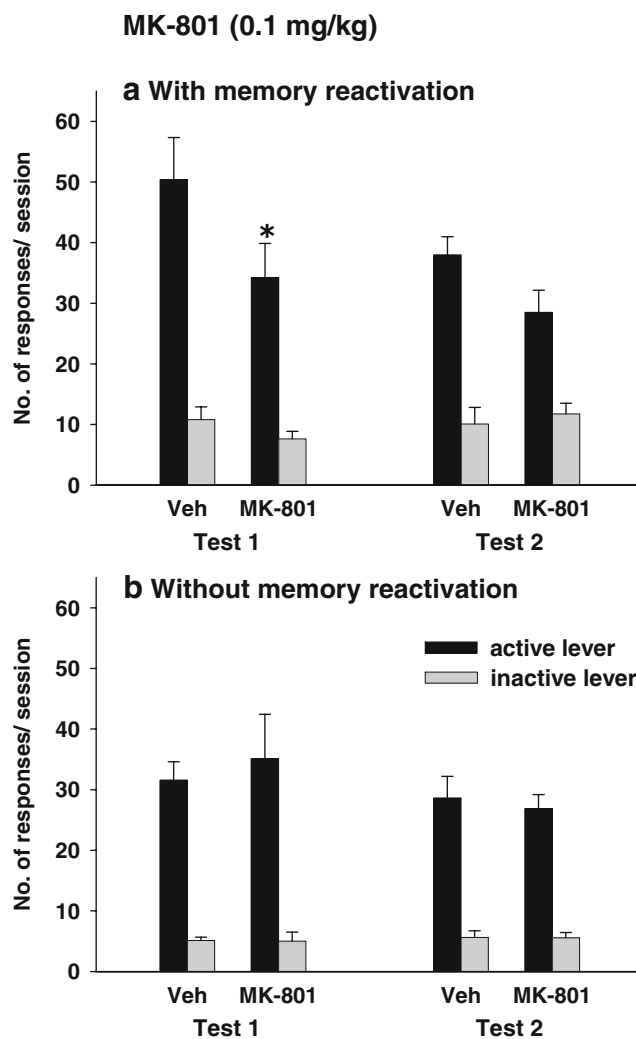 MK-801 (0.1 mg/kg)
a With memory reactivation
No. of responses/ session
60
50
40
30
20
10
0
*
Veh MK-801 Veh MK-801
Test 1 Test 2
b Without memory reactivation
No. of responses/ session
60
50
40
30
20
10
0
active lever
inactive lever
Veh MK-801 Veh MK-801
Test 1 Test 2